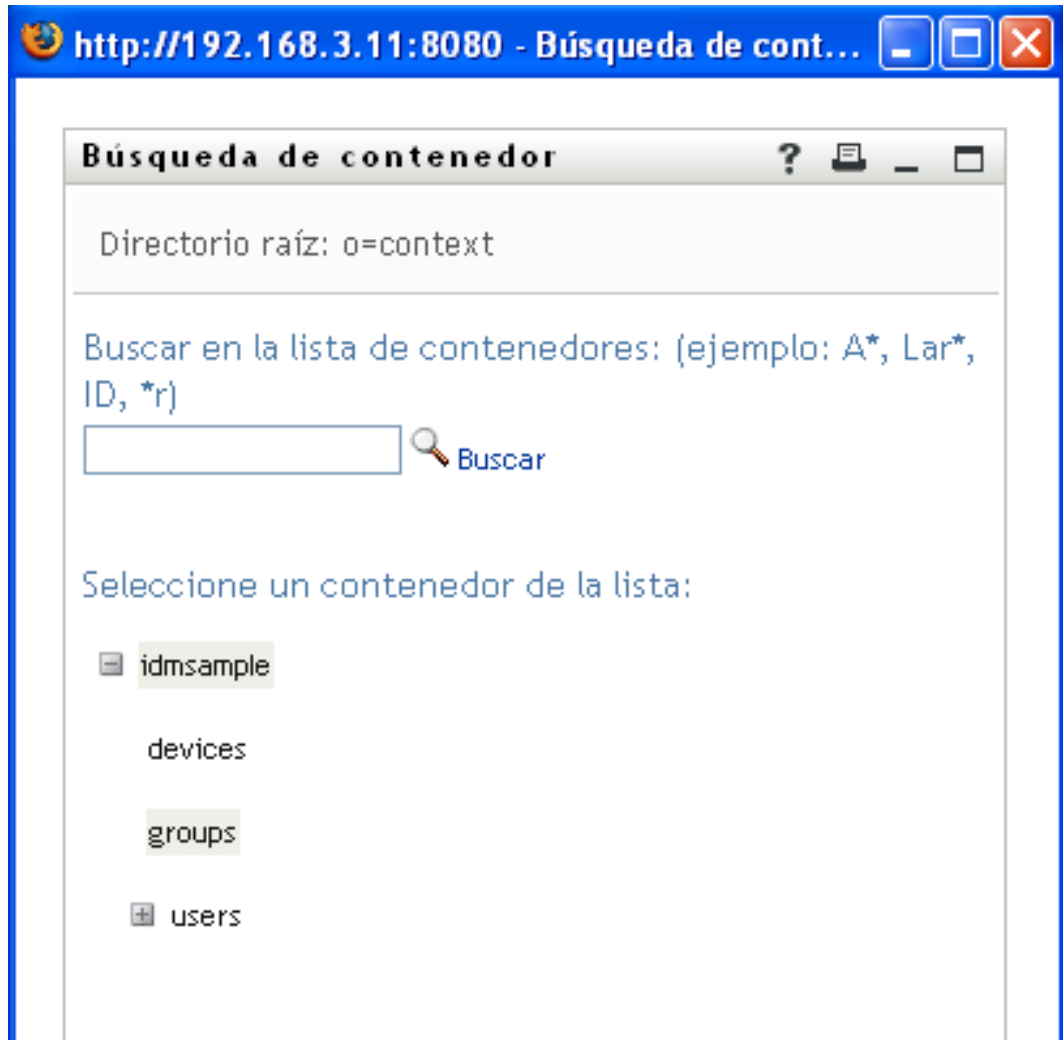 http://192.168.3.11:8080 - Búsqueda de cont...
Búsqueda de contenedor
Directorio raíz: o=context
Buscar en la lista de contenedores: (ejemplo: A*, Lar*,
ID, *r)
Buscar
Seleccione un contenedor de la lista:
idmsample
devices
groups
users